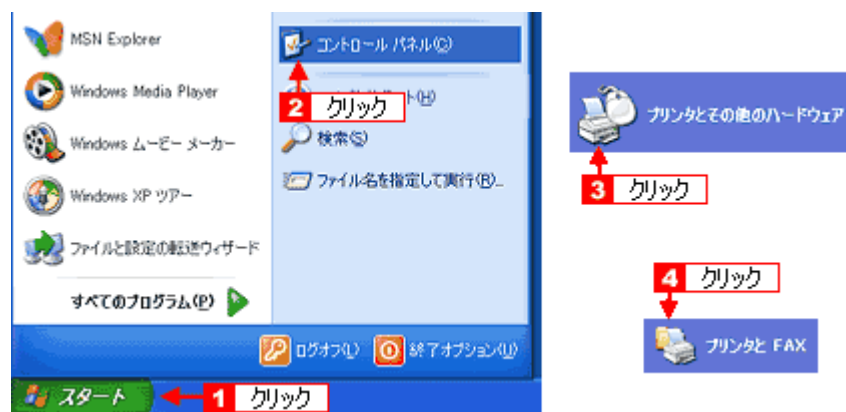 MSN Explorer
Windows Media Player
Windows ムービー メーカー
Windows XP ツアー
ファイルと設定の転送ウィザード
すべてのプログラム(P)
コントロール パネル(C)
2 クリック
ト(H)
検索(S)
ファイル名を指定して実行(R)...
ログオフ(L)
終了オプション(U)
スタート
1 クリック
プリンタとその他のハードウェア
3 クリック
4 クリック
プリンタと FAX